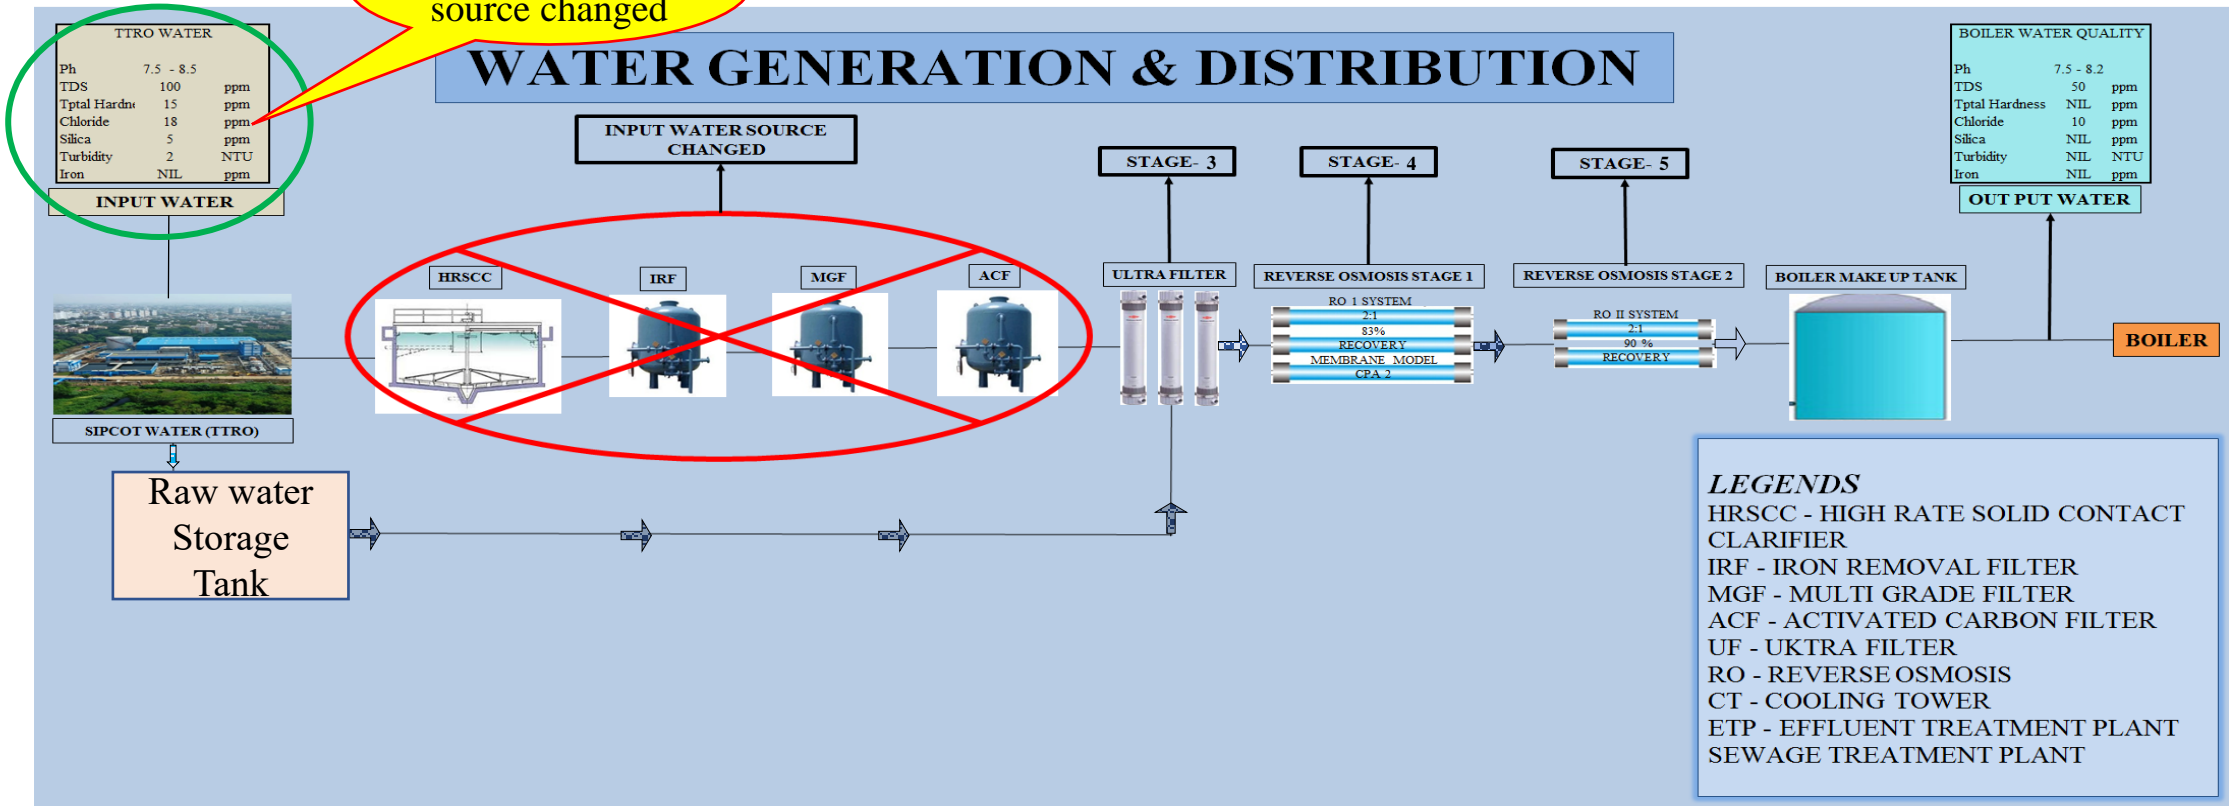 source changed
TTRO WATER
Ph 7.5 - 8.5
TDS 100 ppm
Tptal Hardne 15 ppm
Chloride 18 ppm
Silica 5 ppm
Turbidity 2 NTU
Iron NIL ppm
INPUT WATER
WATER GENERATION & DISTRIBUTION
BOILER WATER QUALITY
Ph 7.5 - 8.2
TDS 50 ppm
Tptal Hardness NIL ppm
Chloride 10 ppm
Silica NIL ppm
Turbidity NIL NTU
Iron NIL ppm
OUT PUT WATER
INPUT WATER SOURCE
CHANGED
STAGE- 3
STAGE- 4
STAGE- 5
HRSCC
IRF
MGF
ACF
ULTRA FILTER
REVERSE OSMOSIS STAGE 1
REVERSE OSMOSIS STAGE 2
BOILER MAKE UP TANK
RO 1 SYSTEM
2:1
83%
RECOVERY
MEMBRANE MODEL
CPA 2
RO II SYSTEM
2:1
90 %
RECOVERY
BOILER
SIPCOT WATER (TTRO)
Raw water
Storage
Tank
LEGENDS
HRSCC - HIGH RATE SOLID CONTACT
CLARIFIER
IRF - IRON REMOVAL FILTER
MGF - MULTI GRADE FILTER
ACF - ACTIVATED CARBON FILTER
UF - UKTRA FILTER
RO - REVERSE OSMOSIS
CT - COOLING TOWER
ETP - EFFLUENT TREATMENT PLANT
SEWAGE TREATMENT PLANT